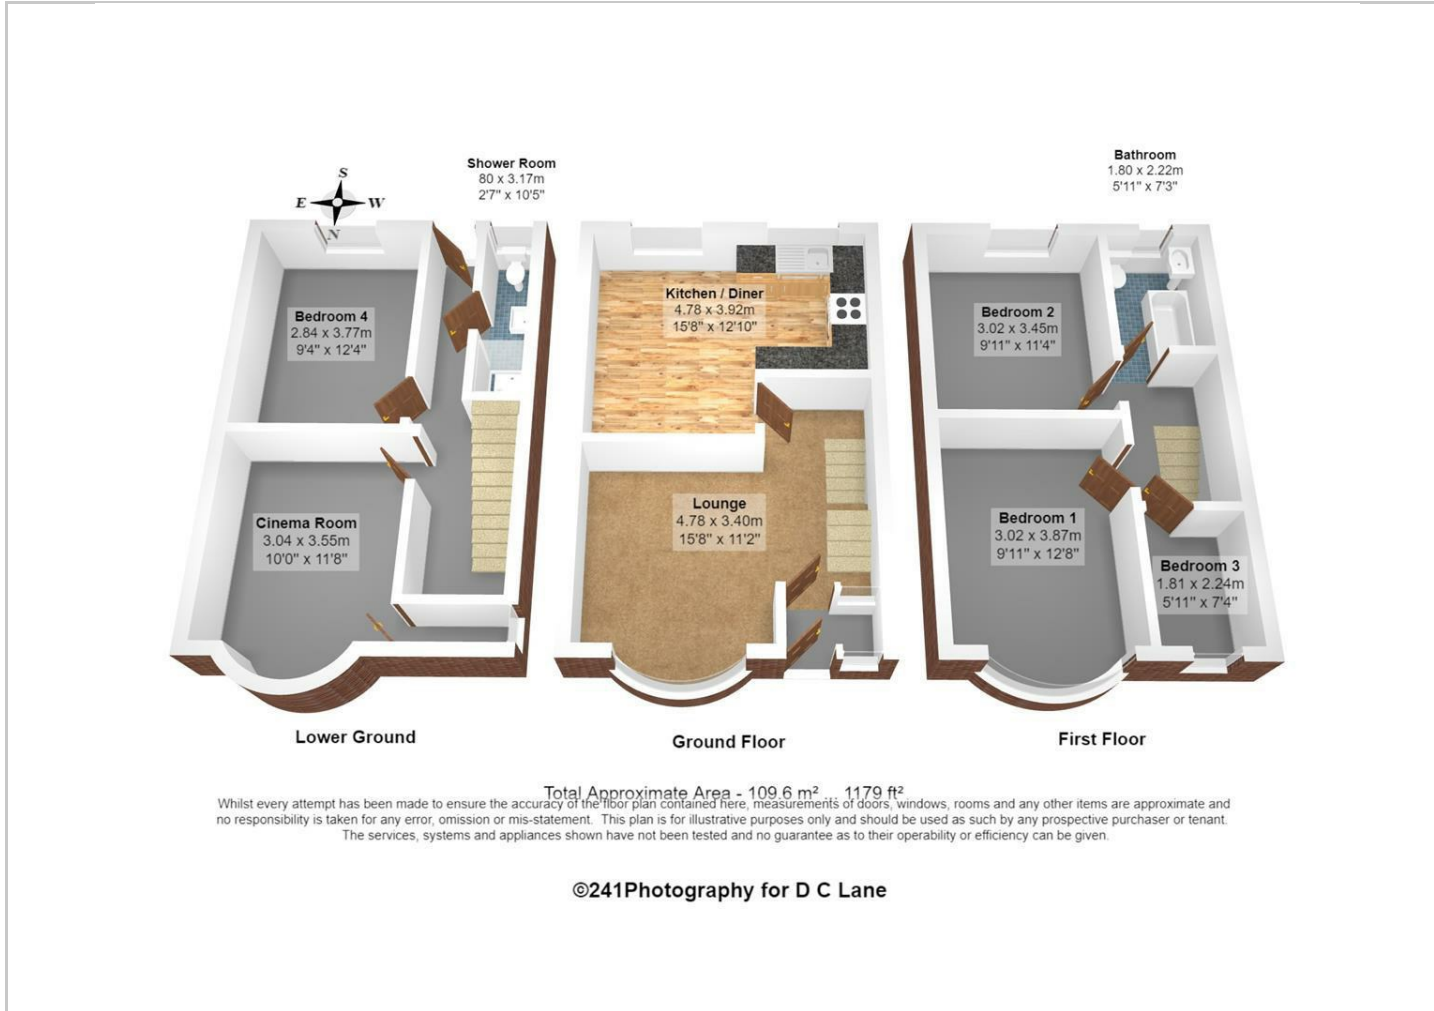 S
E W
N
Shower Room
80 x 3.17m
2'7" x 10'5"
Bedroom 4
2.84 x 3.77m
9'4" x 12'4"
Cinema Room
3.04 x 3.55m
10'0" x 11'8"
Lower Ground
Kitchen / Diner
4.78 x 3.92m
15'8" x 12'10"
Lounge
4.78 x 3.40m
15'8" x 11'2"
Ground Floor
Bathroom
1.80 x 2.22m
5'11" x 7'3"
Bedroom 2
3.02 x 3.45m
9'11" x 11'4"
Bedroom 1
3.02 x 3.87m
9'11" x 12'8"
Bedroom 3
1.81 x 2.24m
5'11" x 7'4"
First Floor
Total Approximate Area - 109.6 m² ... 1179 ft²
Whilst every attempt has been made to ensure the accuracy of the floor plan contained here, measurements of doors, windows, rooms and any other items are approximate and
no responsibility is taken for any error, omission or mis-statement. This plan is for illustrative purposes only and should be used as such by any prospective purchaser or tenant.
The services, systems and appliances shown have not been tested and no guarantee as to their operability or efficiency can be given.
©241Photography for D C Lane